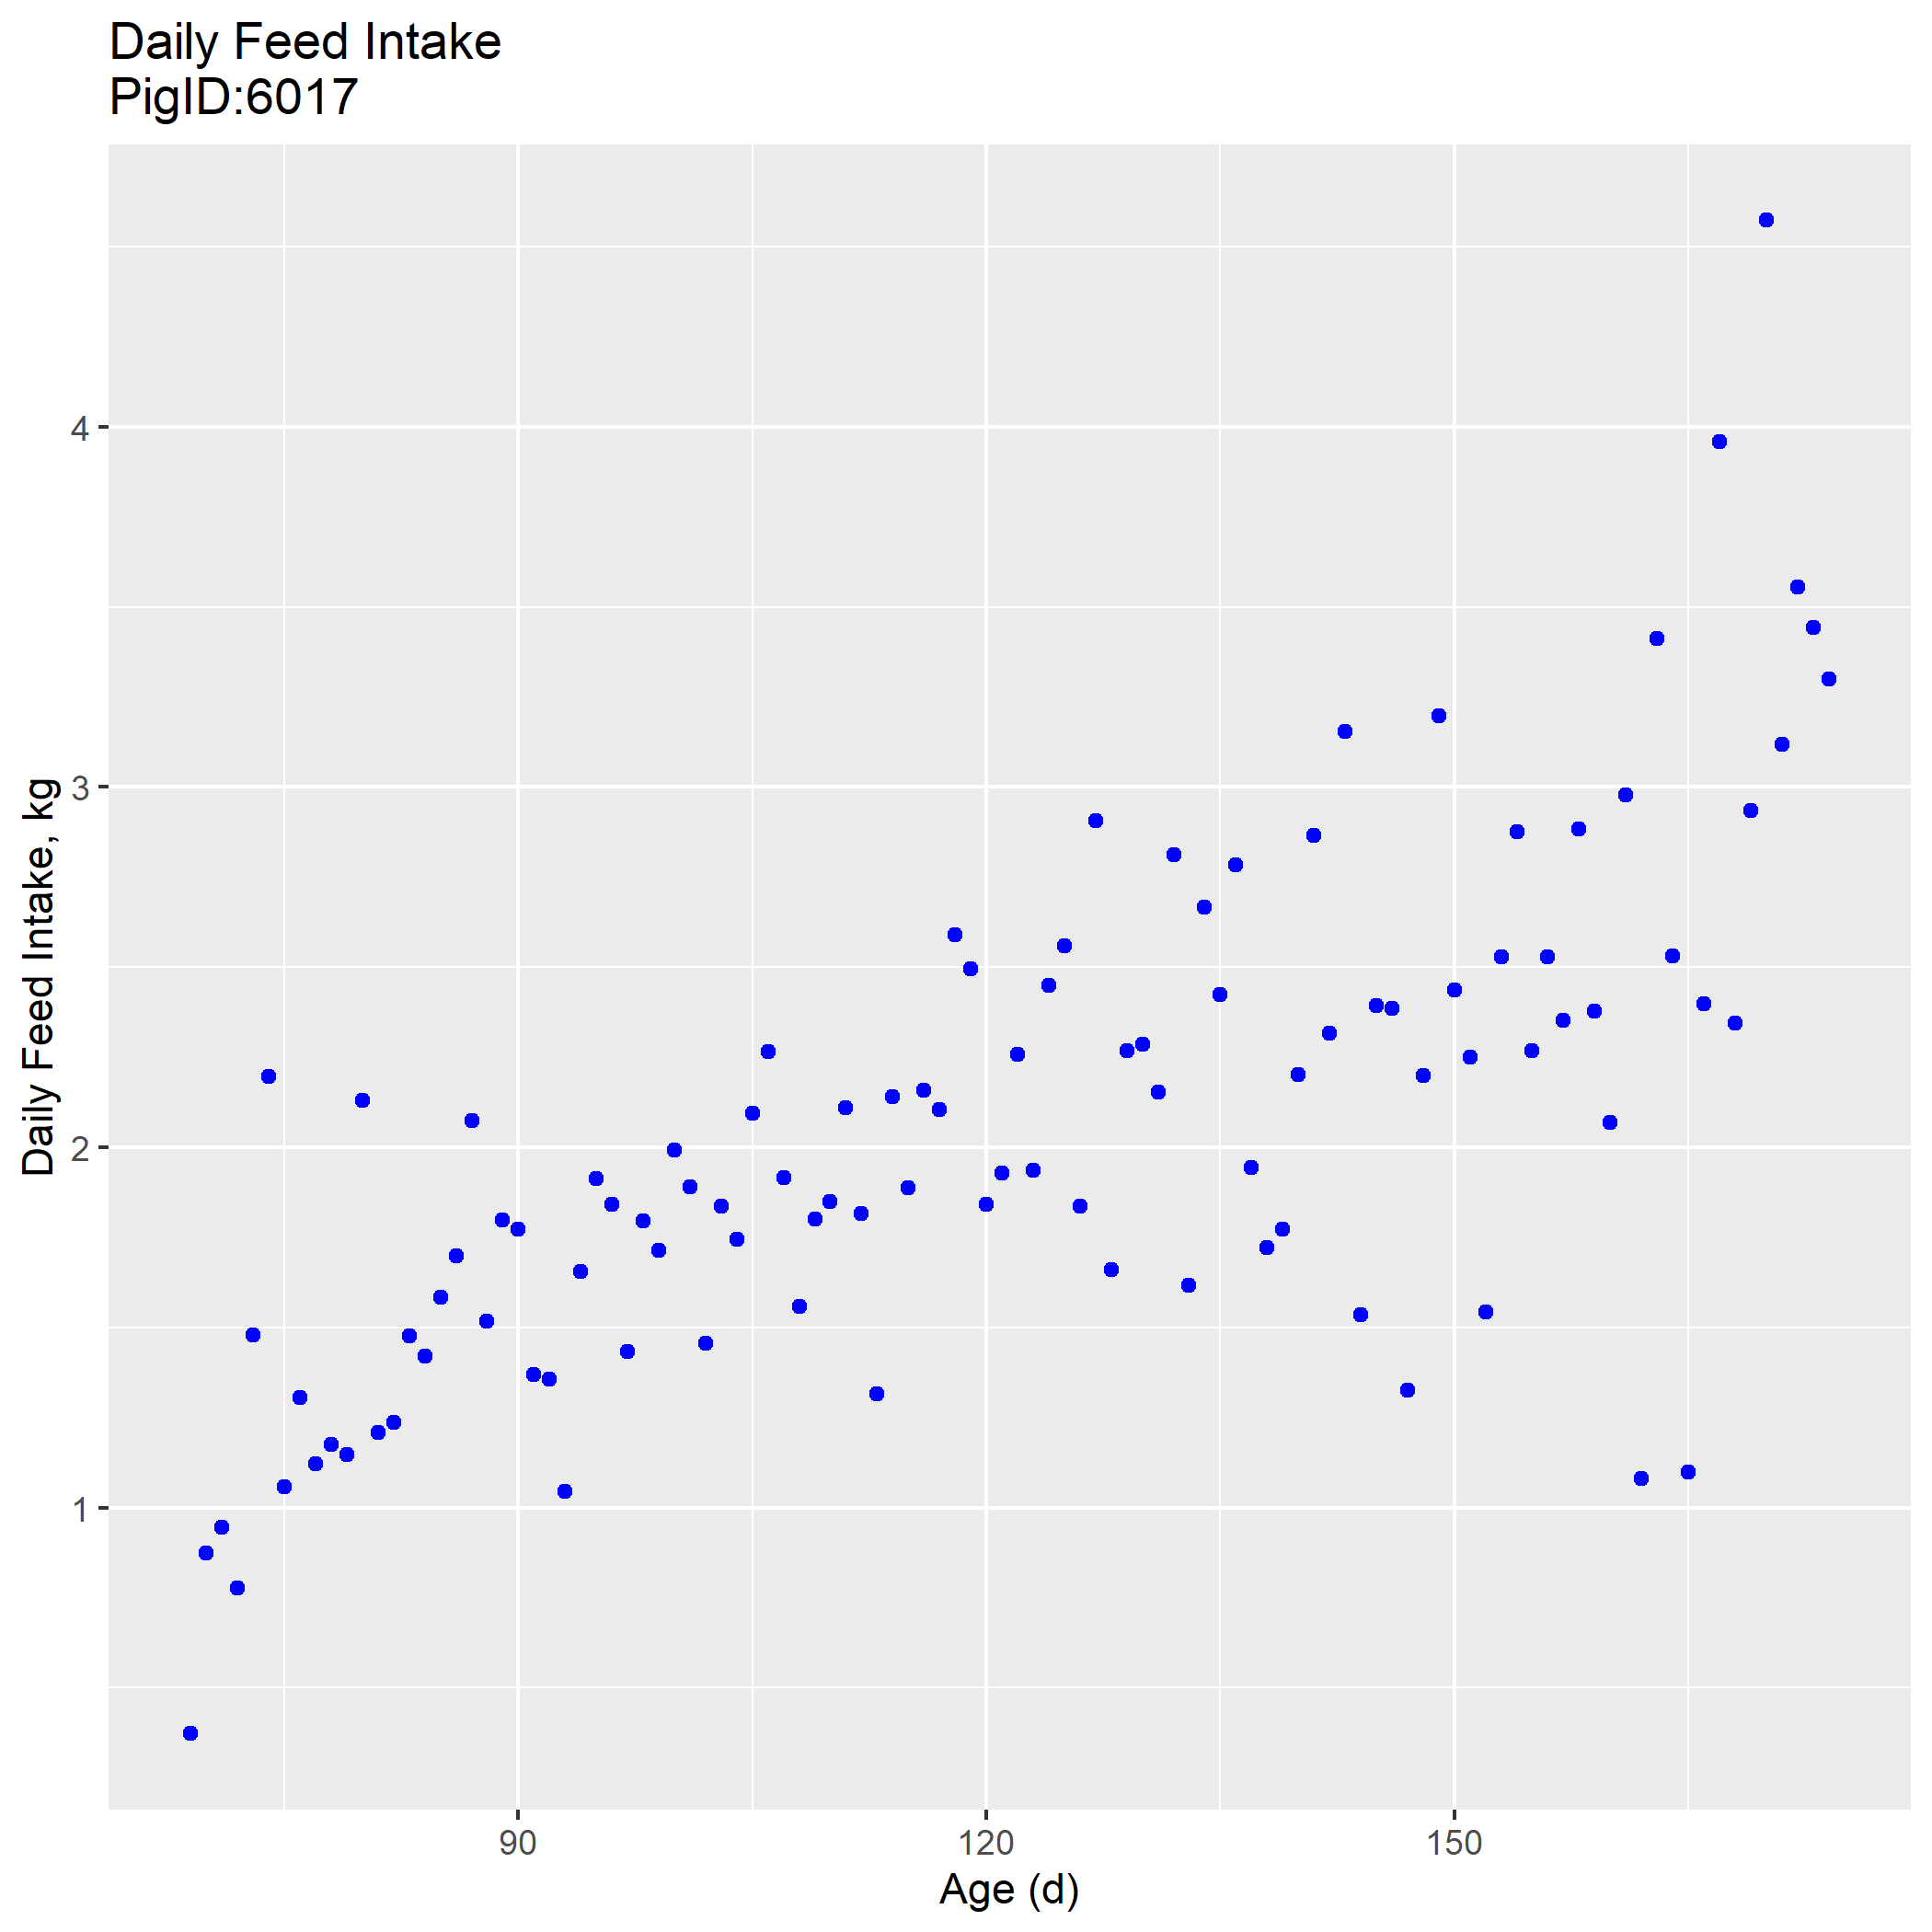 Daily Feed Intake
PigID:6017
Daily Feed Intake, kg
4
3
2
1
90 120 150
Age (d)